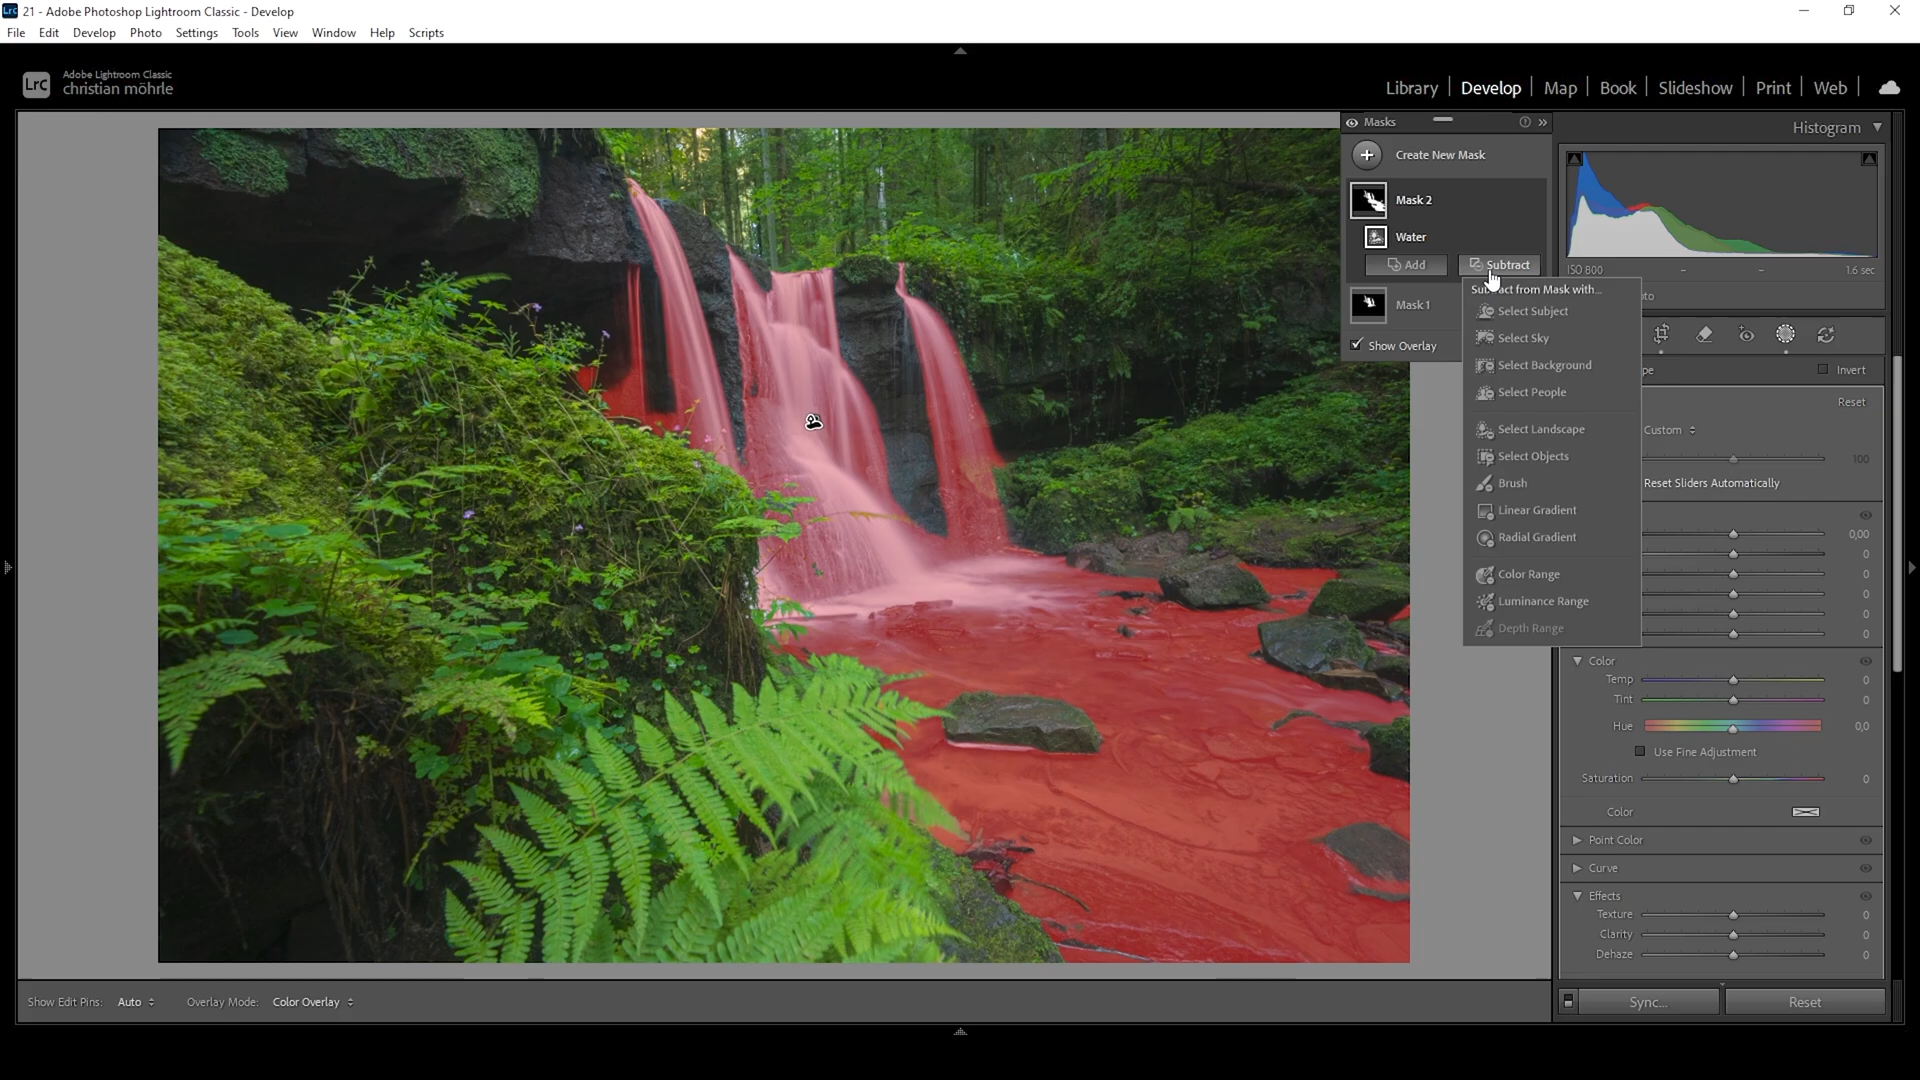 21 - Adobe Photoshop Lightroom Classic - Develop
File Edit Develop Photo Settings Tools View Window Help Scripts
Lrc
Adobe Lightroom Classic
christian möhrle
Library Develop Map Book Slideshow Print Web
Masks
Create New Mask
Mask 2
Water
Add Subtract
Mask 1
Show Overlay
Subtract from Mask with...
Select Subject
Select Sky
Select Background
Select People
Select Landscape
Select Objects
Brush
Linear Gradient
Radial Gradient
Color Range
Luminance Range
Depth Range
Histogram
ISO 800 – – 1.6 sec
Invert
Reset
Custom
100
Reset Sliders Automatically
0,00
0
0
0
0
0
Color
Temp 0
Tint 0
Hue 0,0
Use Fine Adjustment
Saturation 0
Color
Point Color
Curve
Effects
Texture 0
Clarity 0
Dehaze 0
Show Edit Pins: Auto Overlay Mode: Color Overlay
Sync... Reset